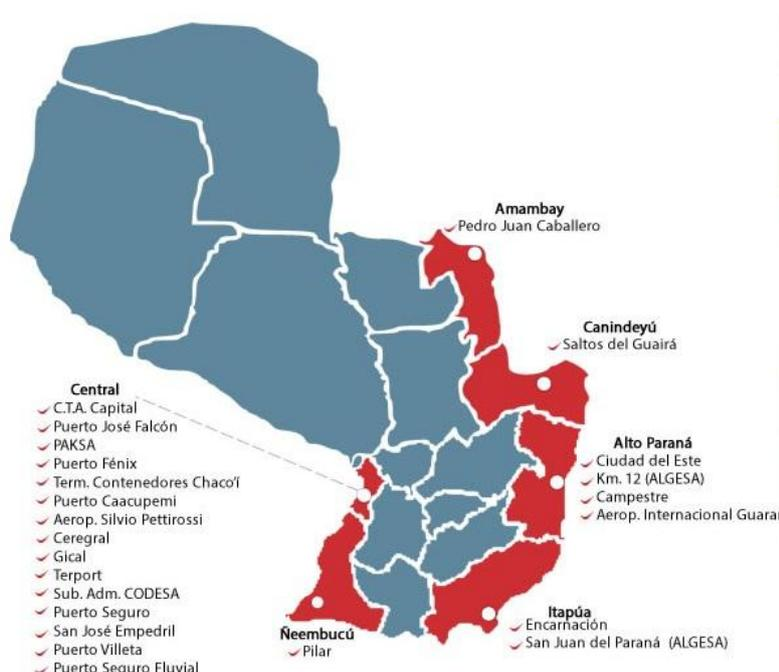 Amambay
Pedro Juan Caballero
Canindeyú
Saltos del Guairá
Central
C.T.A. Capital
Puerto José Falcón
PAKSA
Puerto Fénix
Term. Contenedores Chaco’í
Puerto Caacupemi
Aerop. Silvio Pettirossi
Ceregral
Gical
Terport
Sub. Adm. CODESA
Puerto Seguro
San José Empedril
Puerto Villeta
Puerto Seguro Fluvial
Alto Paraná
Ciudad del Este
Km. 12 (ALGESA)
Campestre
Aerop. Internacional Guara
Itapúa
Encarnación
San Juan del Paraná (ALGESA)
Ñeembucú
Pilar